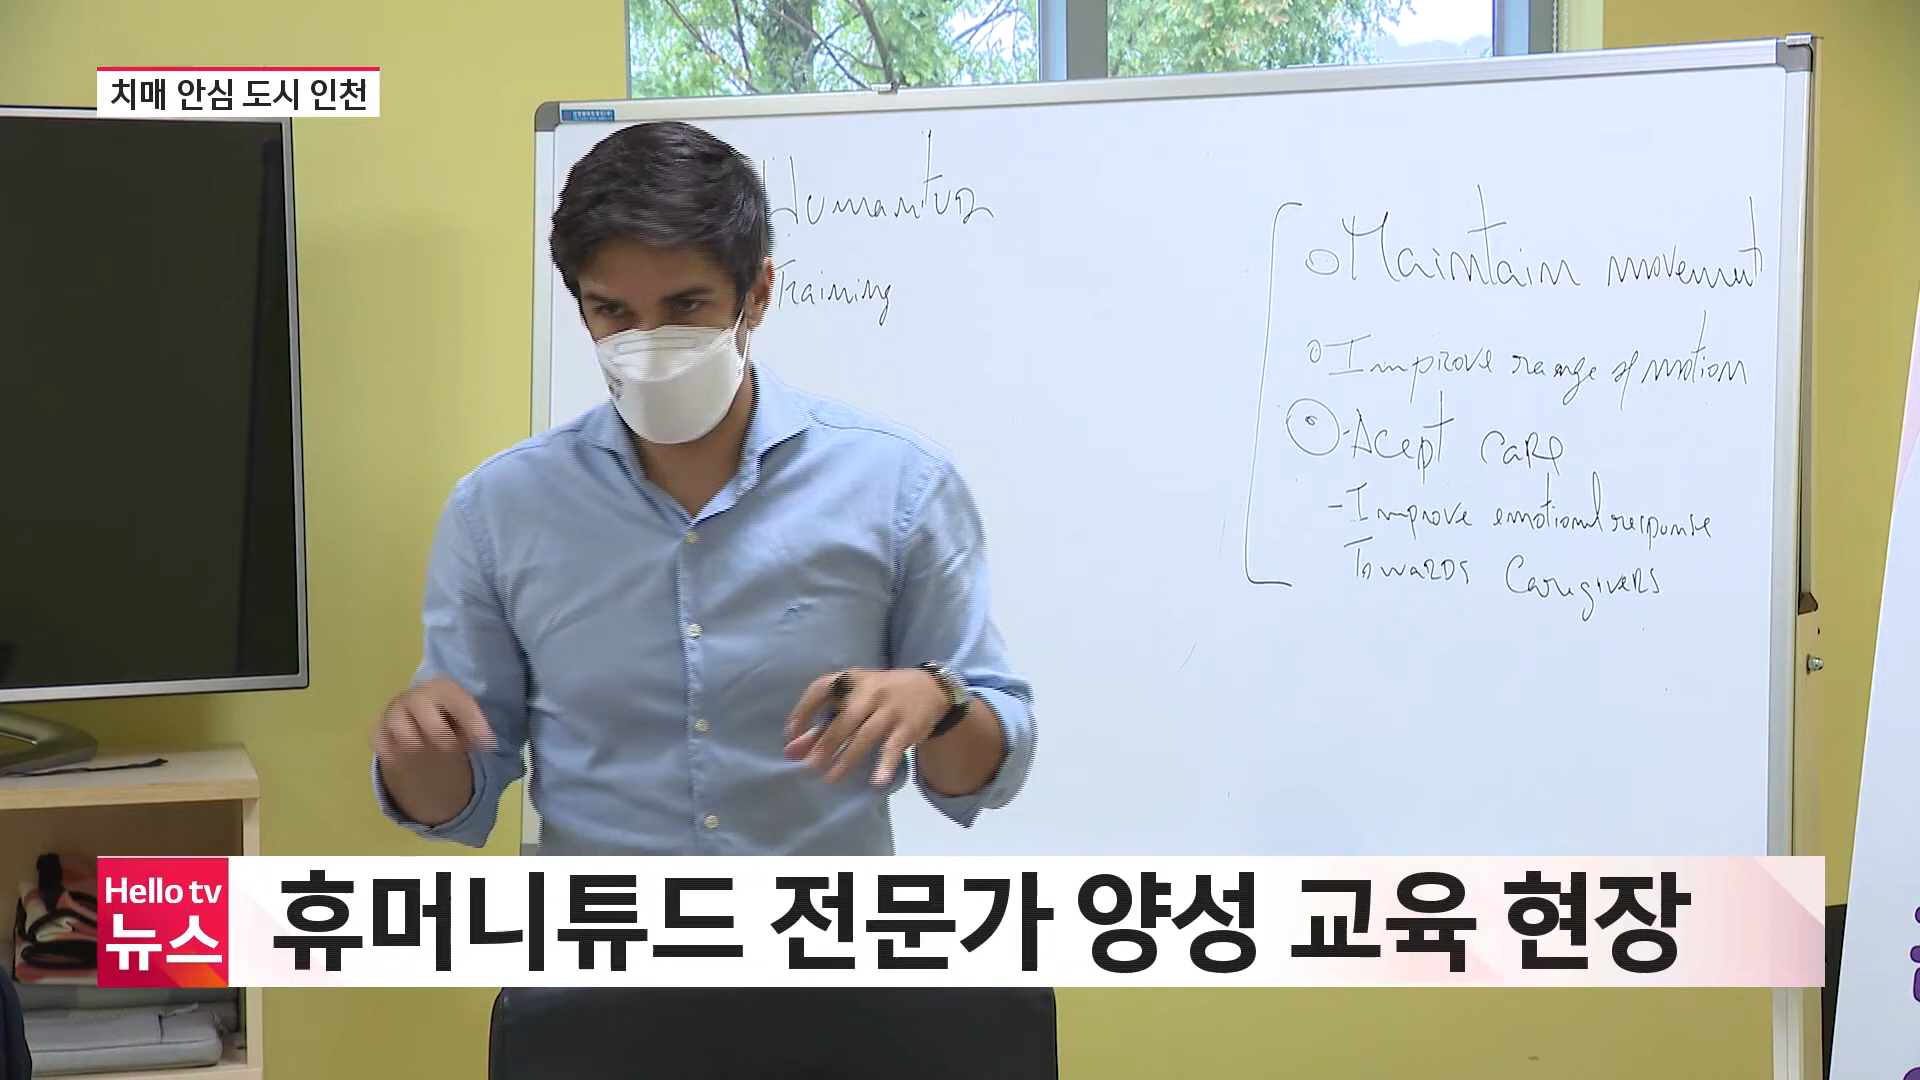 치매 안심 도시 인천
Training
Maintain movement
Improve range of motion
Acept care
- Improve emotional response
Towards Caregivers
Hello tv
뉴스
휴머니튜드 전문가 양성 교육 현장